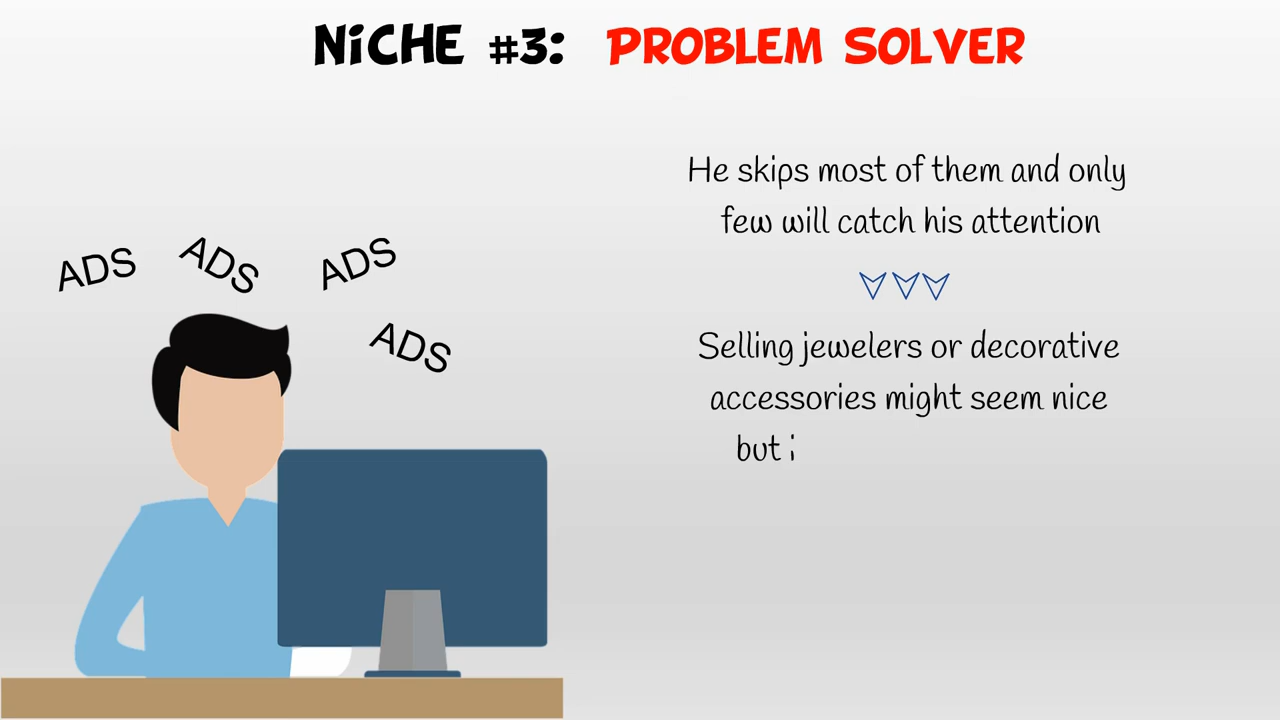 NiCHE #3: PROBLEM SOLVER
He skips most of them and only
few will catch his attention
ADS ADS ADS
ADS
Selling jewelers or decorative
accessories might seem nice
but i